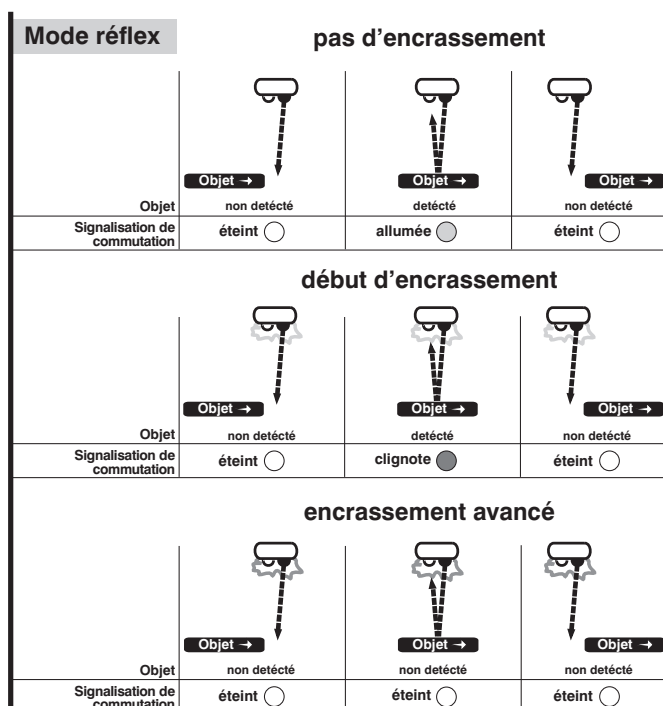 Mode réflex
pas d'encrassement
Objet → Objet → Objet →
Objet non detécté detécté non detécté
Signalisation de commutation éteint allumée éteint
début d'encrassement
Objet → Objet → Objet →
Objet non detécté detécté non detécté
Signalisation de commutation éteint clignote éteint
encrassement avancé
Objet → Objet → Objet →
Objet non detécté non detécté non detécté
Signalisation de commutation éteint éteint éteint